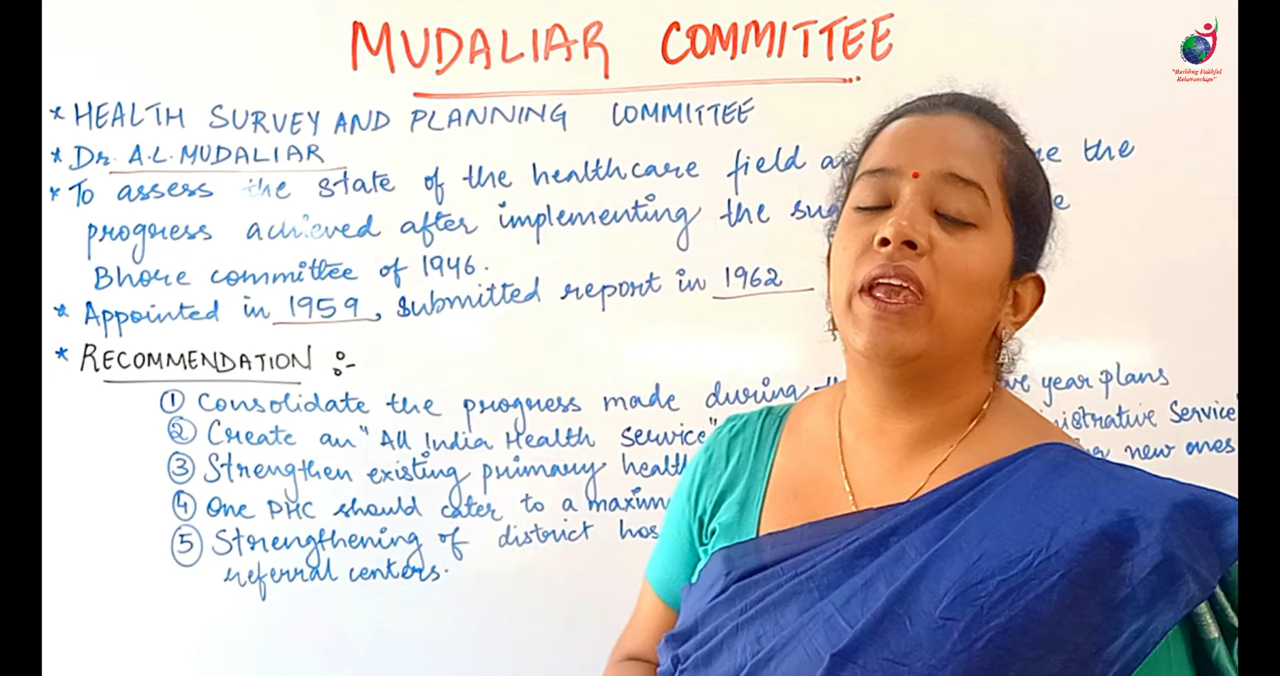 MUDALIAR COMMITTEE
"Building Faithful
Relationships"
* HEALTH SURVEY AND PLANNING COMMITTEE
* Dr. A.L. MUDALIAR
* To assess the state of the healthcare field the
progress achieved after implementing the
Bhore committee of 1946.
* Appointed in 1959, submitted report in 1962
* RECOMMENDATION :-
① Consolidate the progress made during year plans
② Create an "All India Health service" Service"
③ Strengthen existing primary new ones
④ One PHC should cater to a
⑤ Strengthening of district
referral centers.